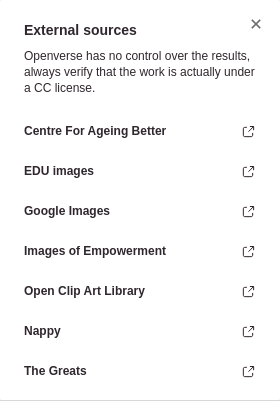 External sources
Openverse has no control over the results,
always verify that the work is actually under
a CC license.
Centre For Ageing Better
EDU images
Google Images
Images of Empowerment
Open Clip Art Library
Nappy
The Greats